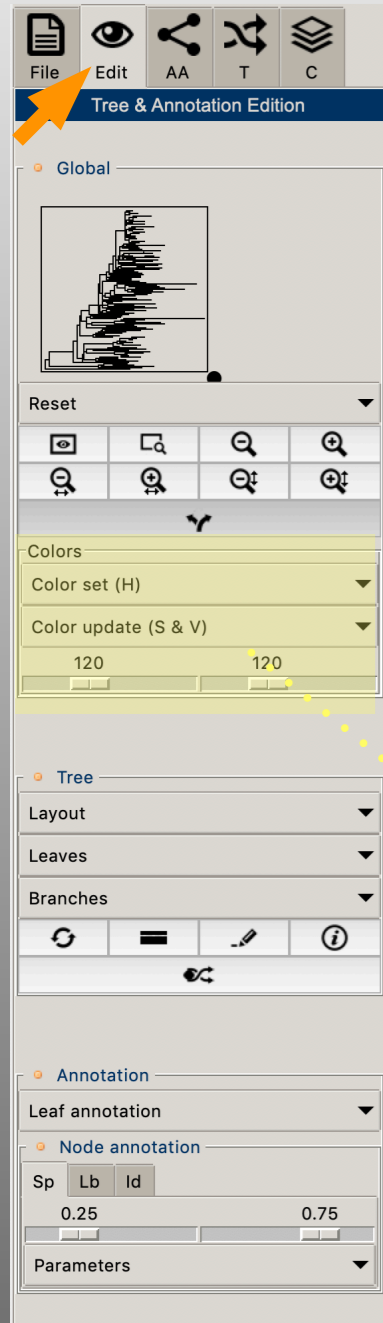 File Edit AA T C
Tree & Annotation Edition
Global
Reset
Colors
Color set (H)
Color update (S & V)
120 120
Tree
Layout
Leaves
Branches
Annotation
Leaf annotation
Node annotation
Sp Lb Id
0.25 0.75
Parameters